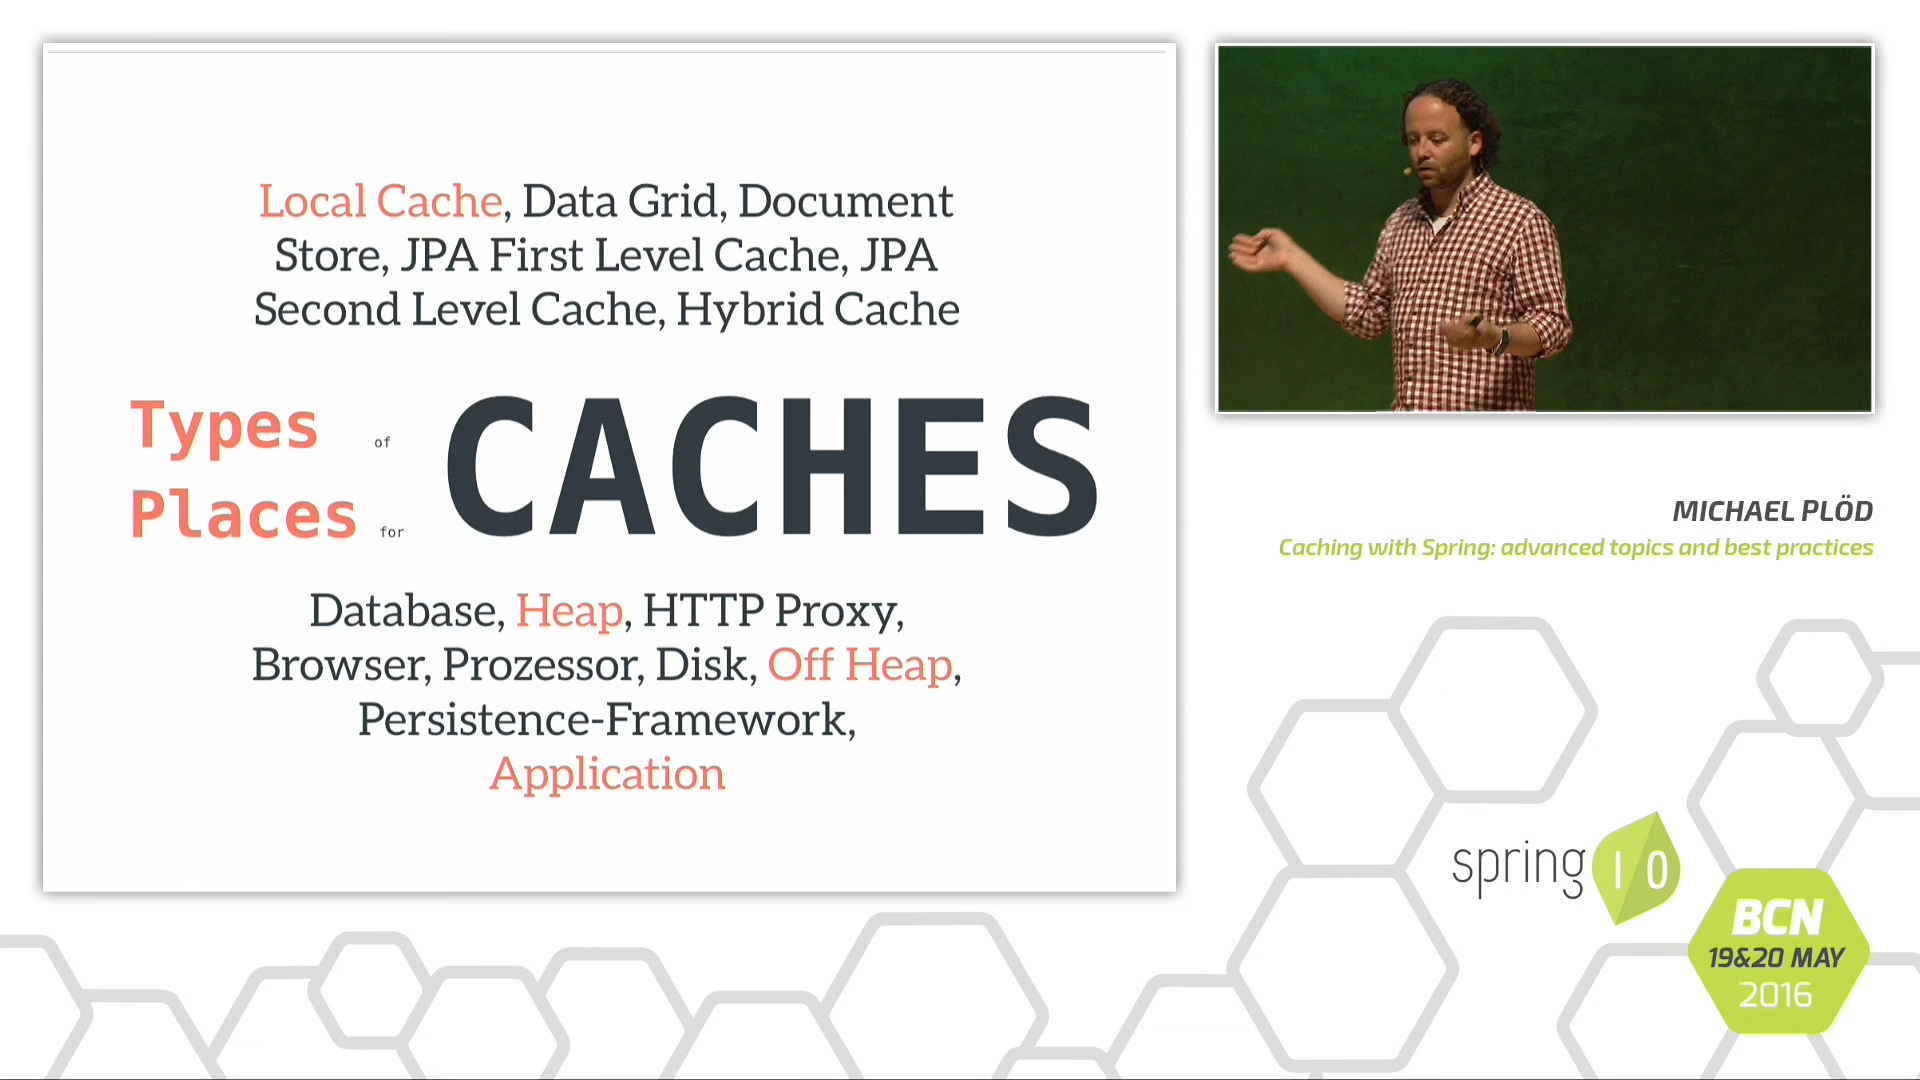 Local Cache, Data Grid, Document
Store, JPA First Level Cache, JPA
Second Level Cache, Hybrid Cache
Types of
Places for
CACHES
Database, Heap, HTTP Proxy,
Browser, Prozessor, Disk, Off Heap,
Persistence-Framework,
Application
MICHAEL PLÖD
Caching with Spring: advanced topics and best practices
spring I O
BCN
19&20 MAY
2016